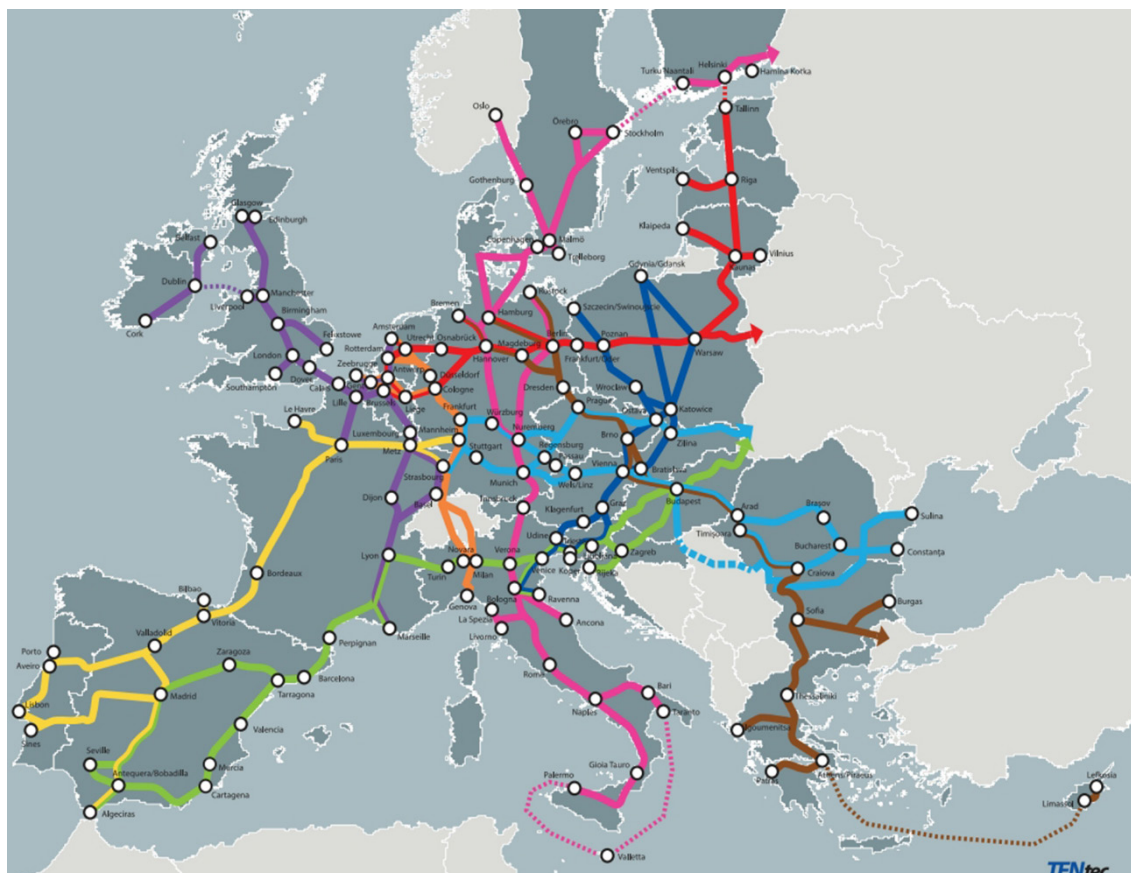 Helsinki
Turku Naantali
Hamina Kotka
Oslo
Örebro
Stockholm
Tallinn
Ventspils
Riga
Gothenburg
Glasgow
Edinburgh
Klaipeda
Belfast
Copenhagen
Malmö
Trelleborg
Kaunas
Vilnius
Gdynia/Gdansk
Dublin
Liverpool
Manchester
Cork
Birmingham
Felixstowe
Bremen
Hamburg
Rostock
Szczecin/Swinoujscie
Amsterdam
Utrecht
Osnabrück
Magdeburg
Berlin
Poznan
London
Rotterdam
Hannover
Frankfurt/Oder
Warsaw
Zeebrugge
Dover
Southampton
Calais
Antwerp
Düsseldorf
Cologne
Dresden
Wroclaw
Lille
Brussels
Liege
Prague
Ostrava
Katowice
Le Havre
Frankfurt
Würzburg
Luxembourg
Mannheim
Nuremberg
Brno
Zilina
Paris
Metz
Stuttgart
Regensburg
Passau
Strasbourg
Munich
Wels/Linz
Vienna
Bratislava
Dijon
Basel
Innsbruck
Graz
Budapest
Arad
Brașov
Sulina
Klagenfurt
Timișoara
Udine
Bucharest
Constanța
Lyon
Novara
Verona
Zagreb
Turin
Milan
Venice
Koper
Rijeka
Craiova
Bordeaux
Genova
Bologna
Ravenna
Bilbao
Vitoria
La Spezia
Ancona
Sofia
Burgas
Marseille
Livorno
Porto
Valladolid
Perpignan
Aveiro
Zaragoza
Rome
Madrid
Tarragona
Barcelona
Bari
Thessaloniki
Lisbon
Naples
Taranto
Sines
Valencia
Igoumenitsa
Seville
Murcia
Antequera/Bobadilla
Palermo
Gioia Tauro
Patras
Athens/Piraeus
Lefkosia
Cartagena
Limassol
Algeciras
Valletta
TENtec